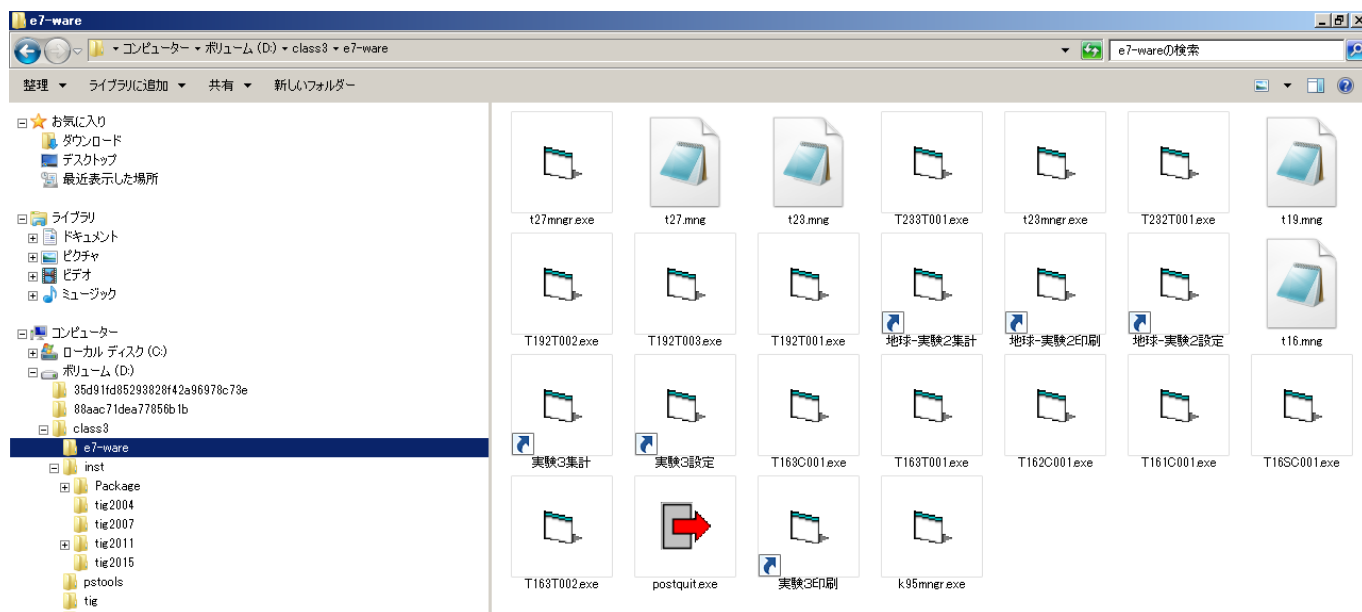 e7-ware
コンピューター ▾ ボリューム (D:) ▾ class3 ▾ e7-ware
e7-wareの検索
整理 ▼ ライブラリに追加 ▼ 共有 ▼ 新しいフォルダー
お気に入り
ダウンロード
デスクトップ
最近表示した場所
ライブラリ
ドキュメント
ピクチャ
ビデオ
ミュージック
コンピューター
ローカル ディスク (C:)
ボリューム (D:)
35d91fd85293828f42a96978c73e
88aac71dea77856b1b
class3
e7-ware
inst
Package
tig2004
tig2007
tig2011
tig2015
pstools
tig
t27mngr.exe t27.mng t23.mng T233T001.exe t23mngr.exe T232T001.exe t19.mng
T192T002.exe T192T003.exe T192T001.exe 地球-実験2集計 地球-実験2印刷 地球-実験2設定 t16.mng
実験3集計 実験3設定 T163C001.exe T163T001.exe T162C001.exe T161C001.exe T16SC001.exe
T163T002.exe postquit.exe 実験3印刷 k95mngr.exe